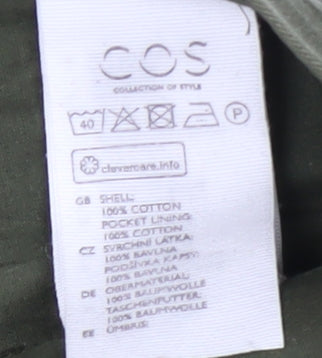 COS
COLLECTION OF STYLE
40 P
clevercare.info
GB SHELL:
100% COTTON
POCKET LINING:
100% COTTON
CZ SVRCHNÍ LÁTKA:
100% BAVLNA
PODŠÍVKA KAPSY:
100% BAVLNA
DE OBERMATERIAL:
100% BAUMWOLLE
TASCHENFUTTER:
100% BAUMWOLLE
EE ÜMBRIS: